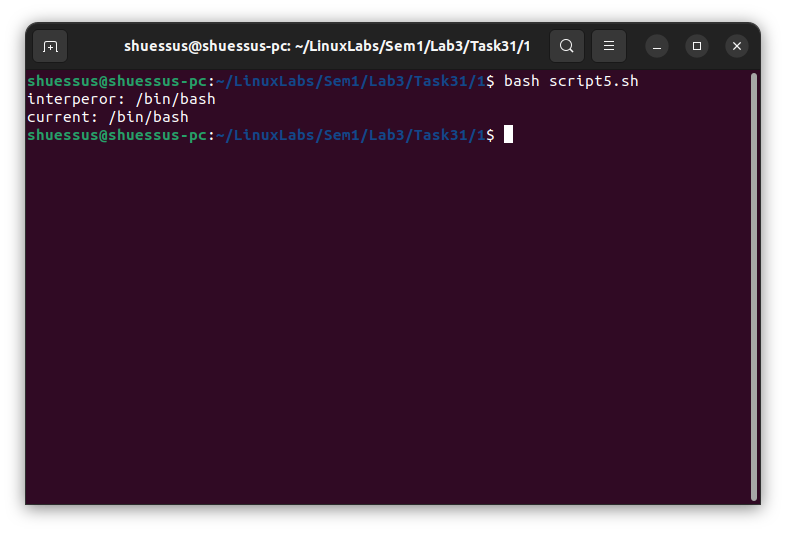 shuessus@shuessus-pc: ~/LinuxLabs/Sem1/Lab3/Task31/1
shuessus@shuessus-pc:~/LinuxLabs/Sem1/Lab3/Task31/1$ bash script5.sh
interperor: /bin/bash
current: /bin/bash
shuessus@shuessus-pc:~/LinuxLabs/Sem1/Lab3/Task31/1$